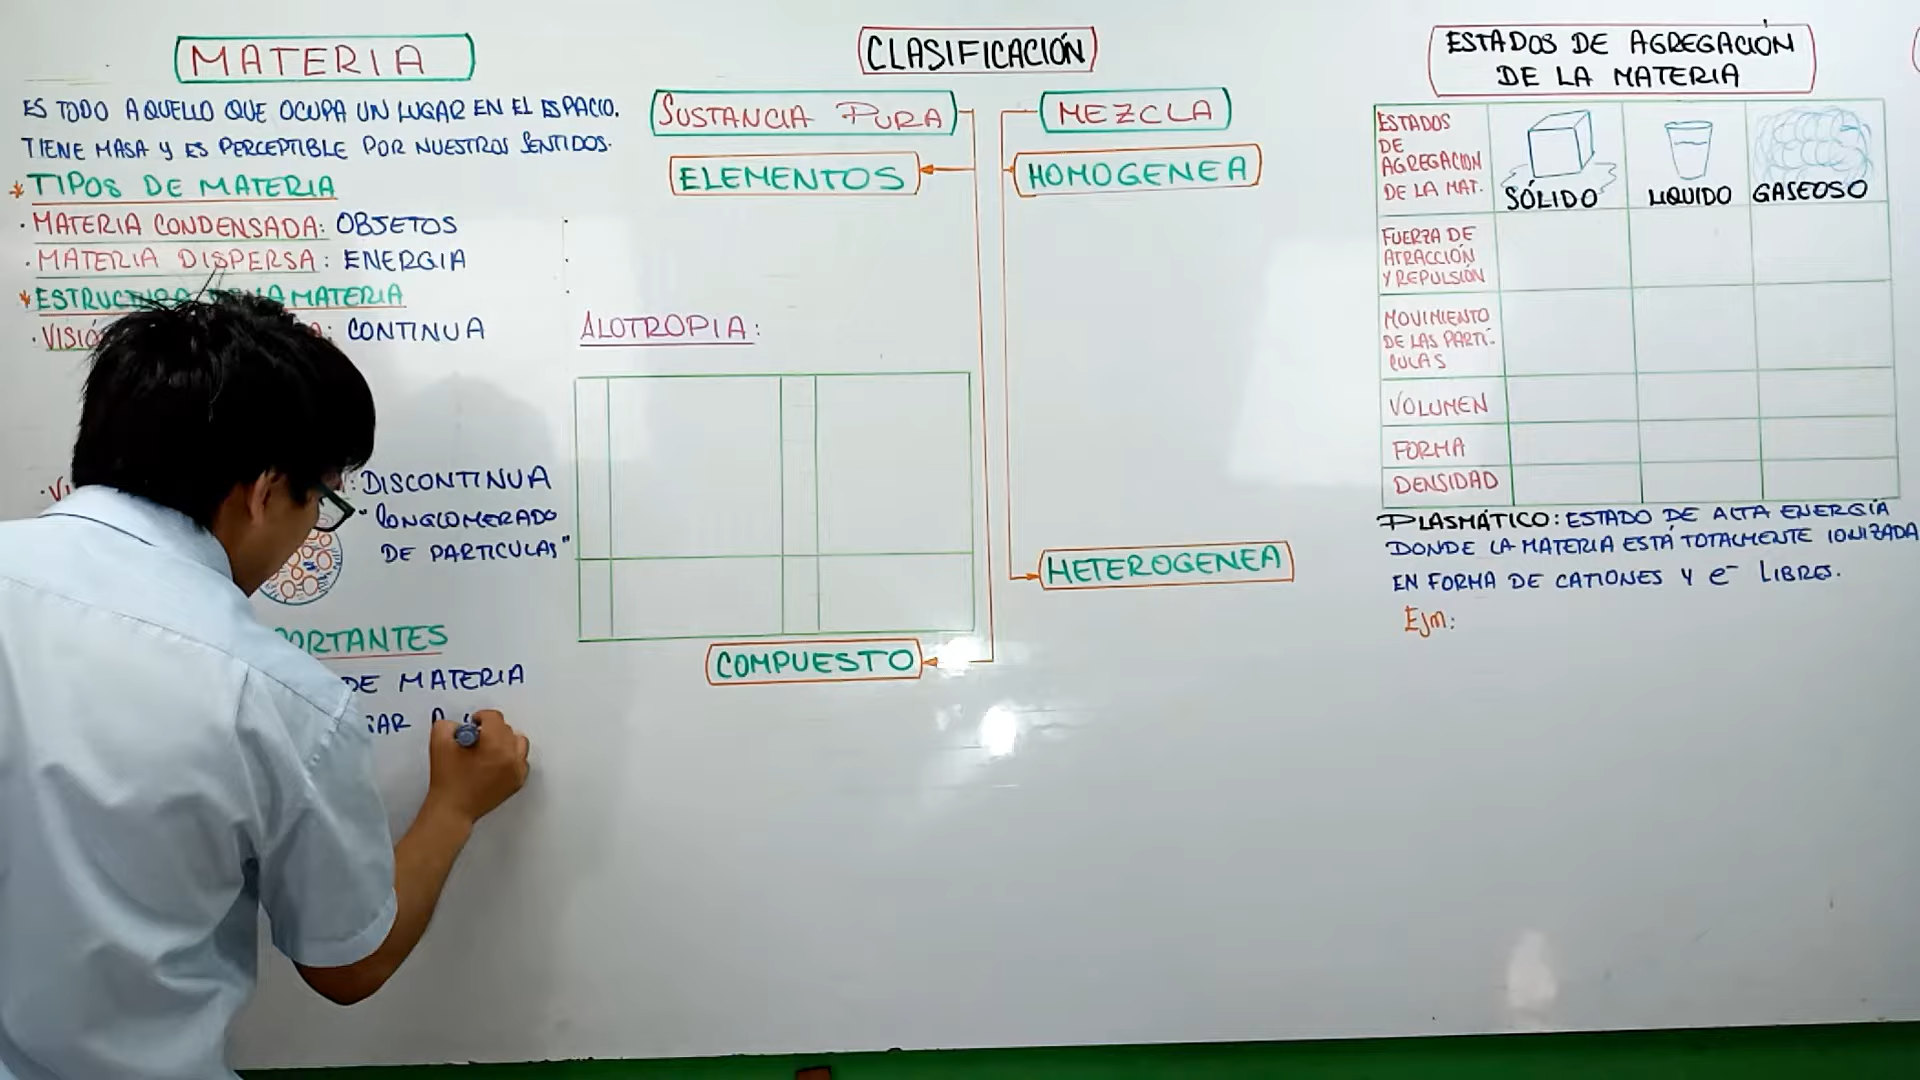 MATERIA
ES TODO AQUELLO QUE OCUPA UN LUGAR EN EL ESPACIO.
TIENE MASA Y ES PERCEPTIBLE POR NUESTROS SENTIDOS.
* TIPOS DE MATERIA
· MATERIA CONDENSADA: OBJETOS
· MATERIA DISPERSA: ENERGIA
* MATERIA
CONTINUA
: DISCONTINUA
"CONGLOMERADO
DE PARTICULAS"
DE MATERIA
CLASIFICACIÓN
SUSTANCIA PURA
ELEMENTOS
ALOTROPIA:
COMPUESTO
MEZCLA
HOMOGENEA
HETEROGENEA
ESTADOS DE AGREGACIÓN
DE LA MATERIA
ESTADOS
DE
AGREGACION
DE LA MAT.
SÓLIDO
LIQUIDO
GASEOSO
FUERZA DE
ATRACCIÓN
Y REPULSIÓN
MOVIMIENTO
DE LAS PARTÍ-
CULAS
VOLUMEN
FORMA
DENSIDAD
PLASMÁTICO: ESTADO DE ALTA ENERGÍA
DONDE LA MATERIA ESTÁ TOTALMENTE IONIZADA
EN FORMA DE CATIONES Y e⁻ LIBRES.
Ejm: